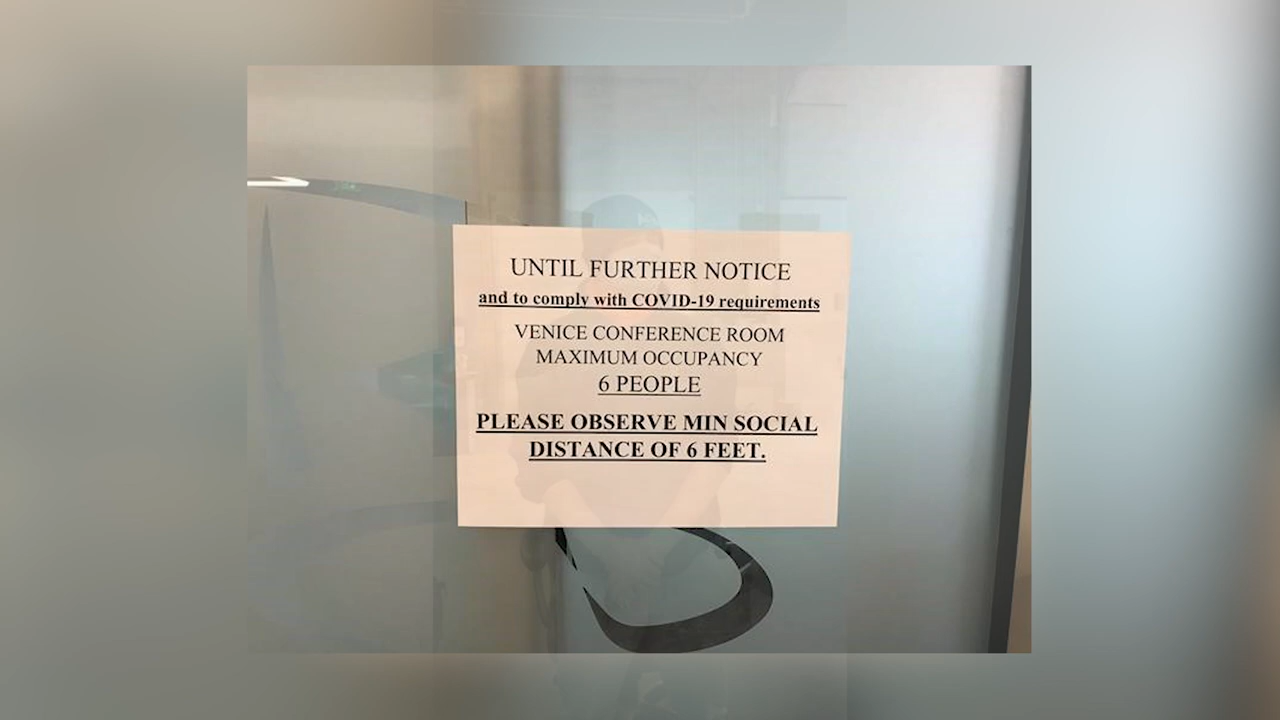 UNTIL FURTHER NOTICE
and to comply with COVID-19 requirements
VENICE CONFERENCE ROOM
MAXIMUM OCCUPANCY
6 PEOPLE
PLEASE OBSERVE MIN SOCIAL
DISTANCE OF 6 FEET.